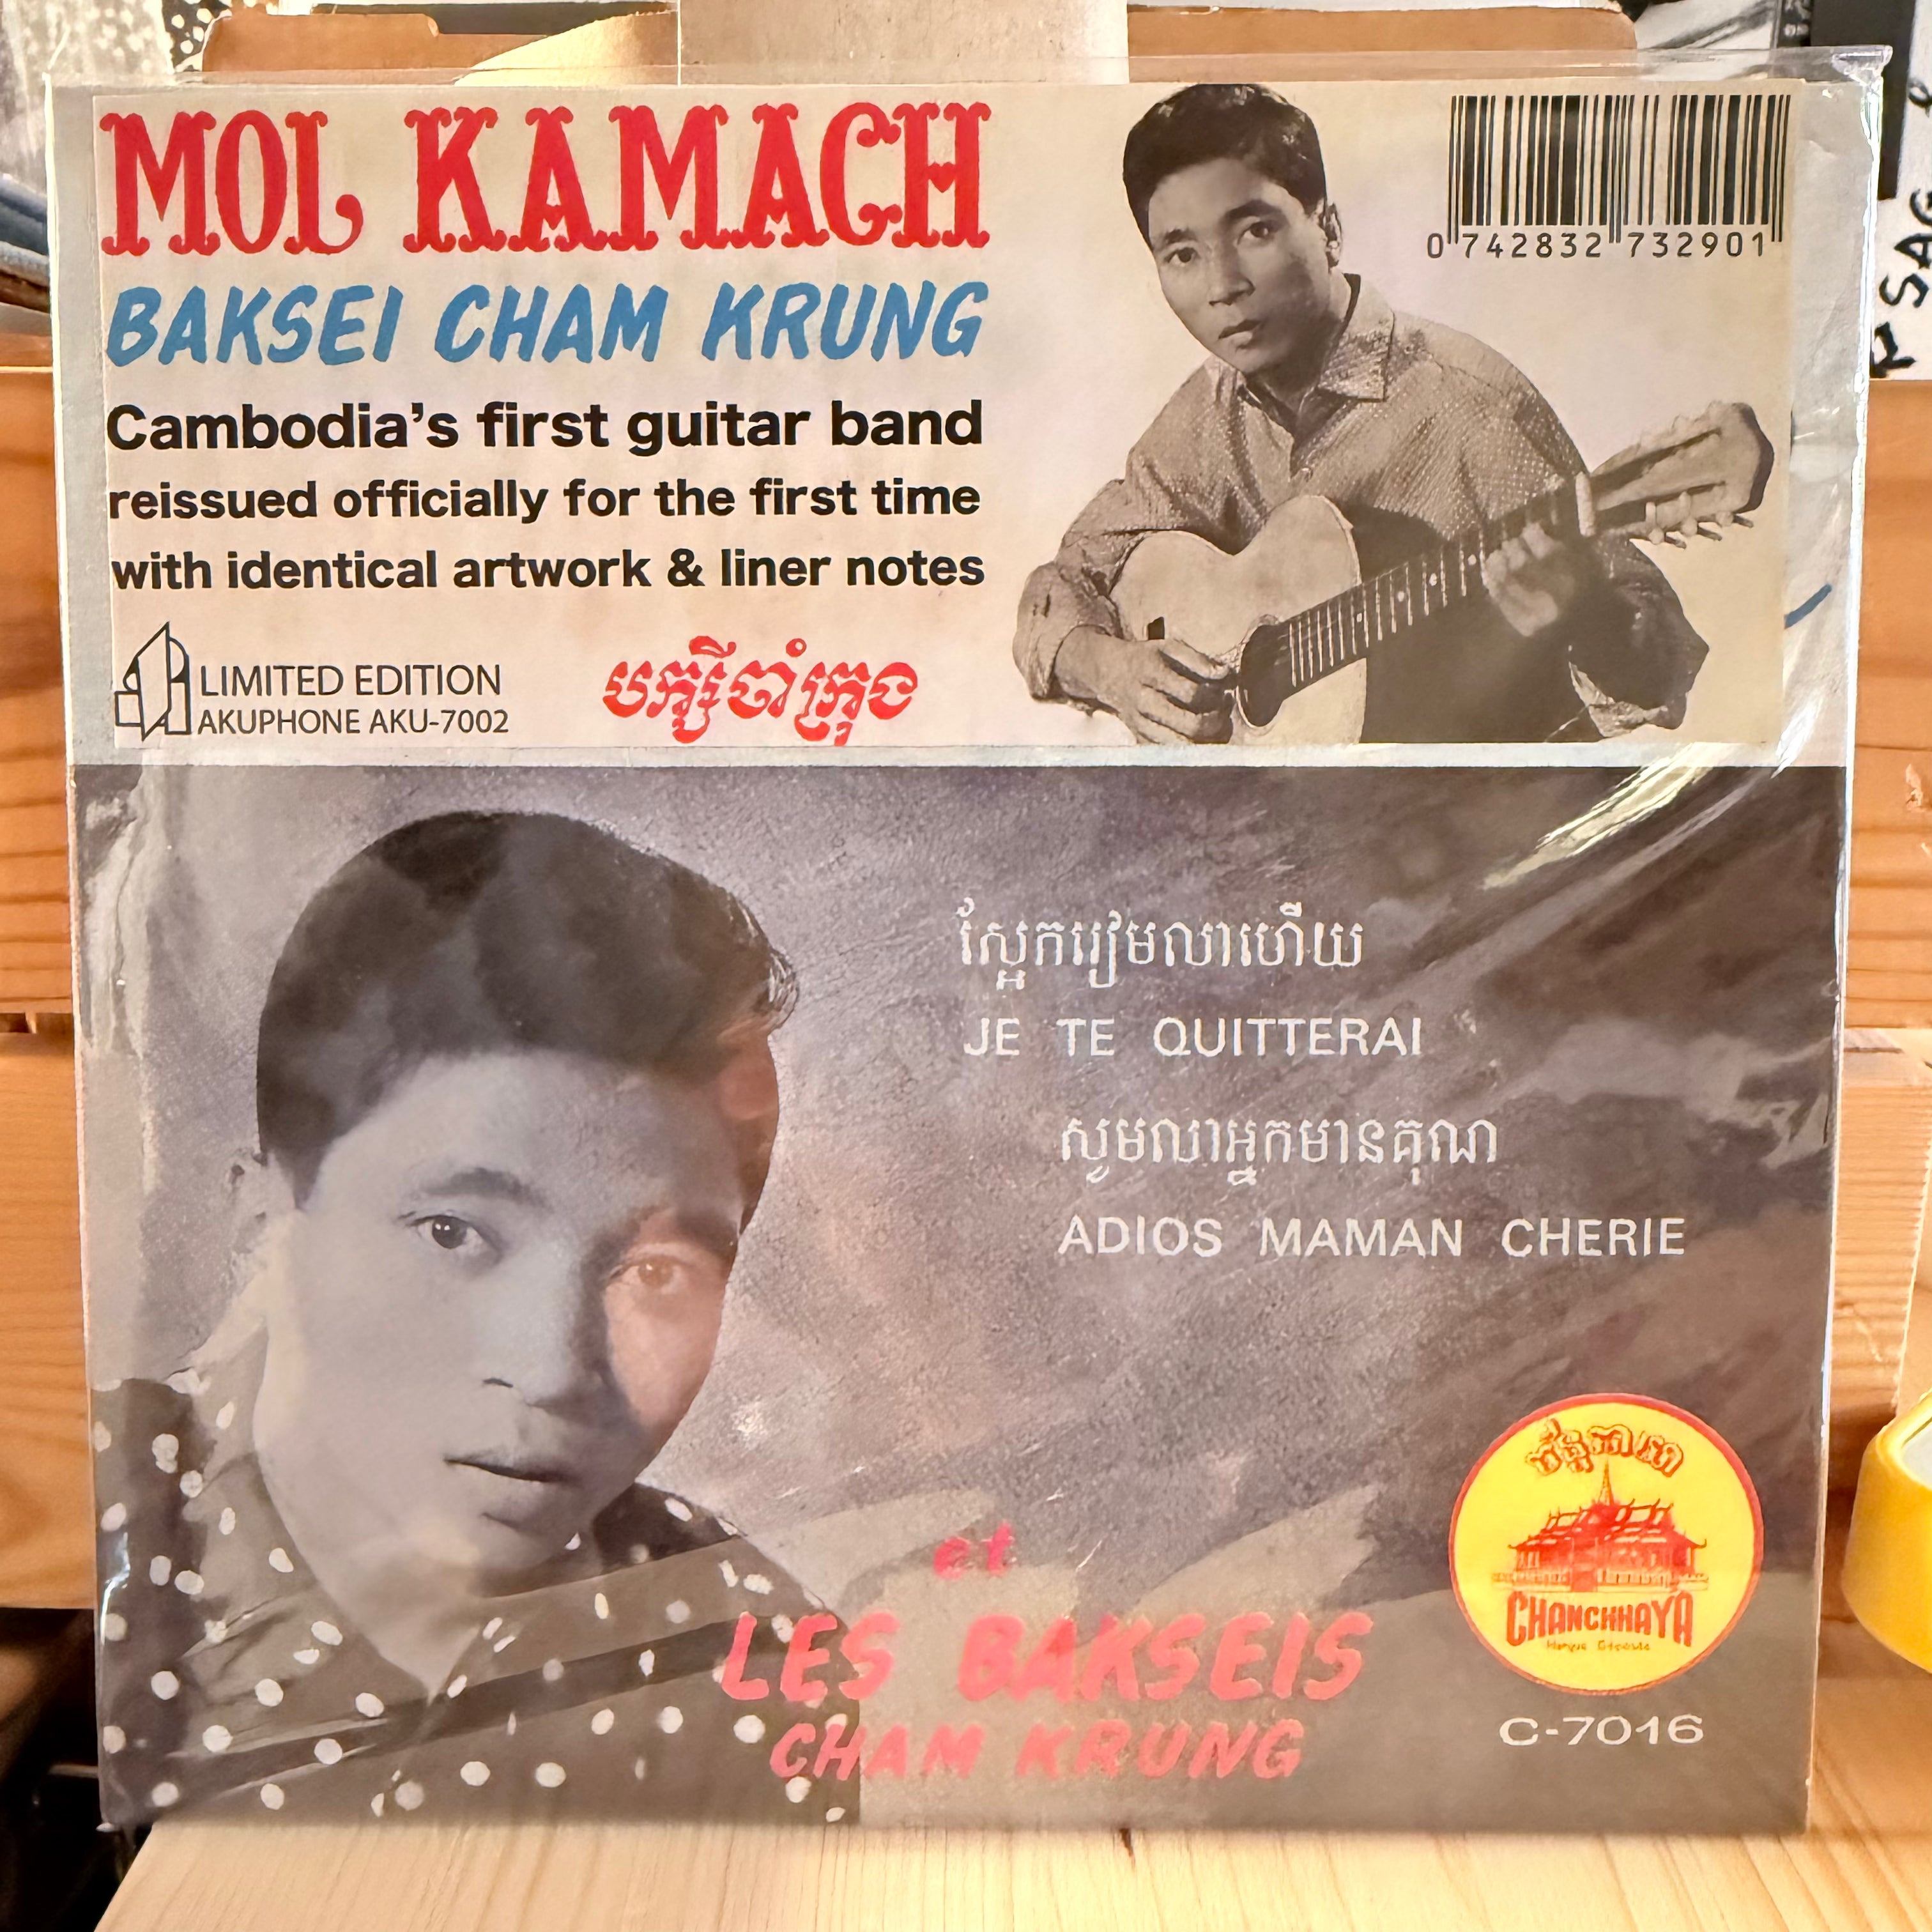 MOL KAMACH
0 742832 732901
BAKSEI CHAM KRUNG
Cambodia's first guitar band
reissued officially for the first time
with identical artwork & liner notes
LIMITED EDITION
AKUPHONE AKU-7002
បក្សីចាំក្រុង
ស្អែករៀមលាហើយ
JE TE QUITTERAI
សូមលាអ្នកមានគុណ
ADIOS MAMAN CHERIE
et
LES BAKSEIS
CHAM KRUNG
CHANCHHAYA
C-7016